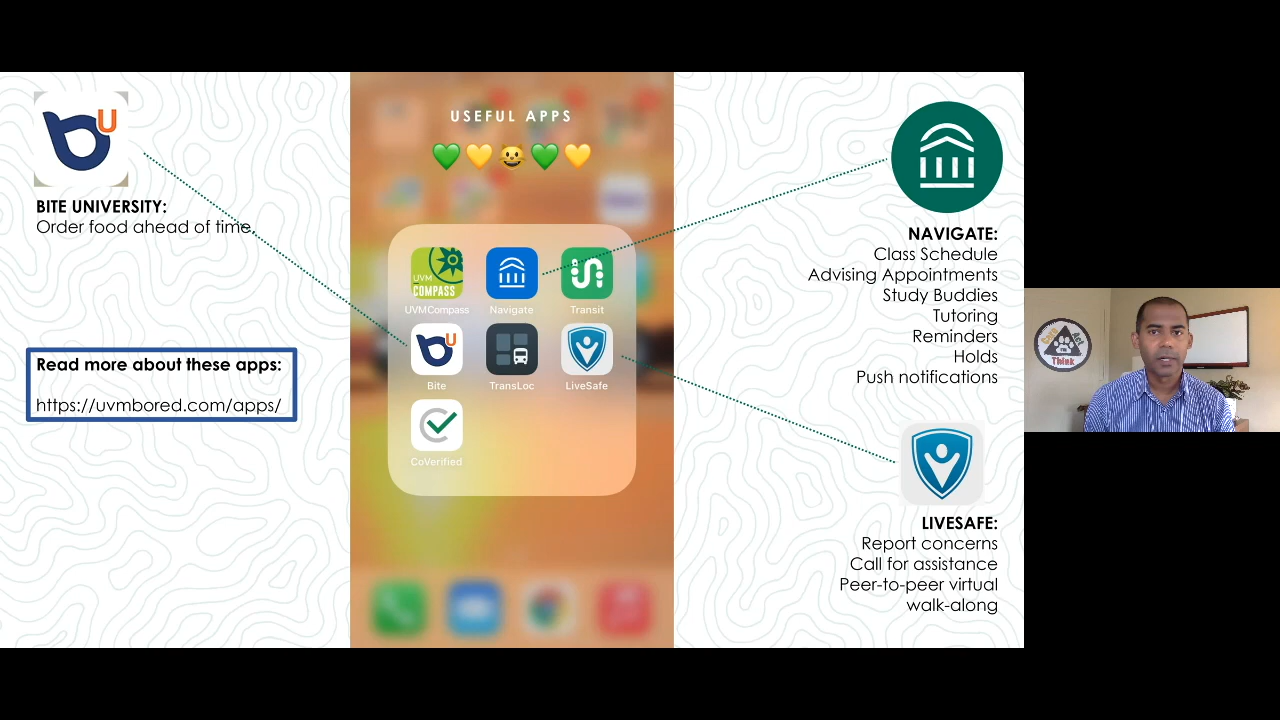 U
BITE UNIVERSITY:
Order food ahead of time.
Read more about these apps:
https://uvmbored.com/apps/
USEFUL APPS
UVM
COMPASS
UVMCompass
Navigate
Transit
U
Bite
TransLoc
LiveSafe
CoVerified
NAVIGATE:
Class Schedule
Advising Appointments
Study Buddies
Tutoring
Reminders
Holds
Push notifications
LIVESAFE:
Report concerns
Call for assistance
Peer-to-peer virtual
walk-along
Think